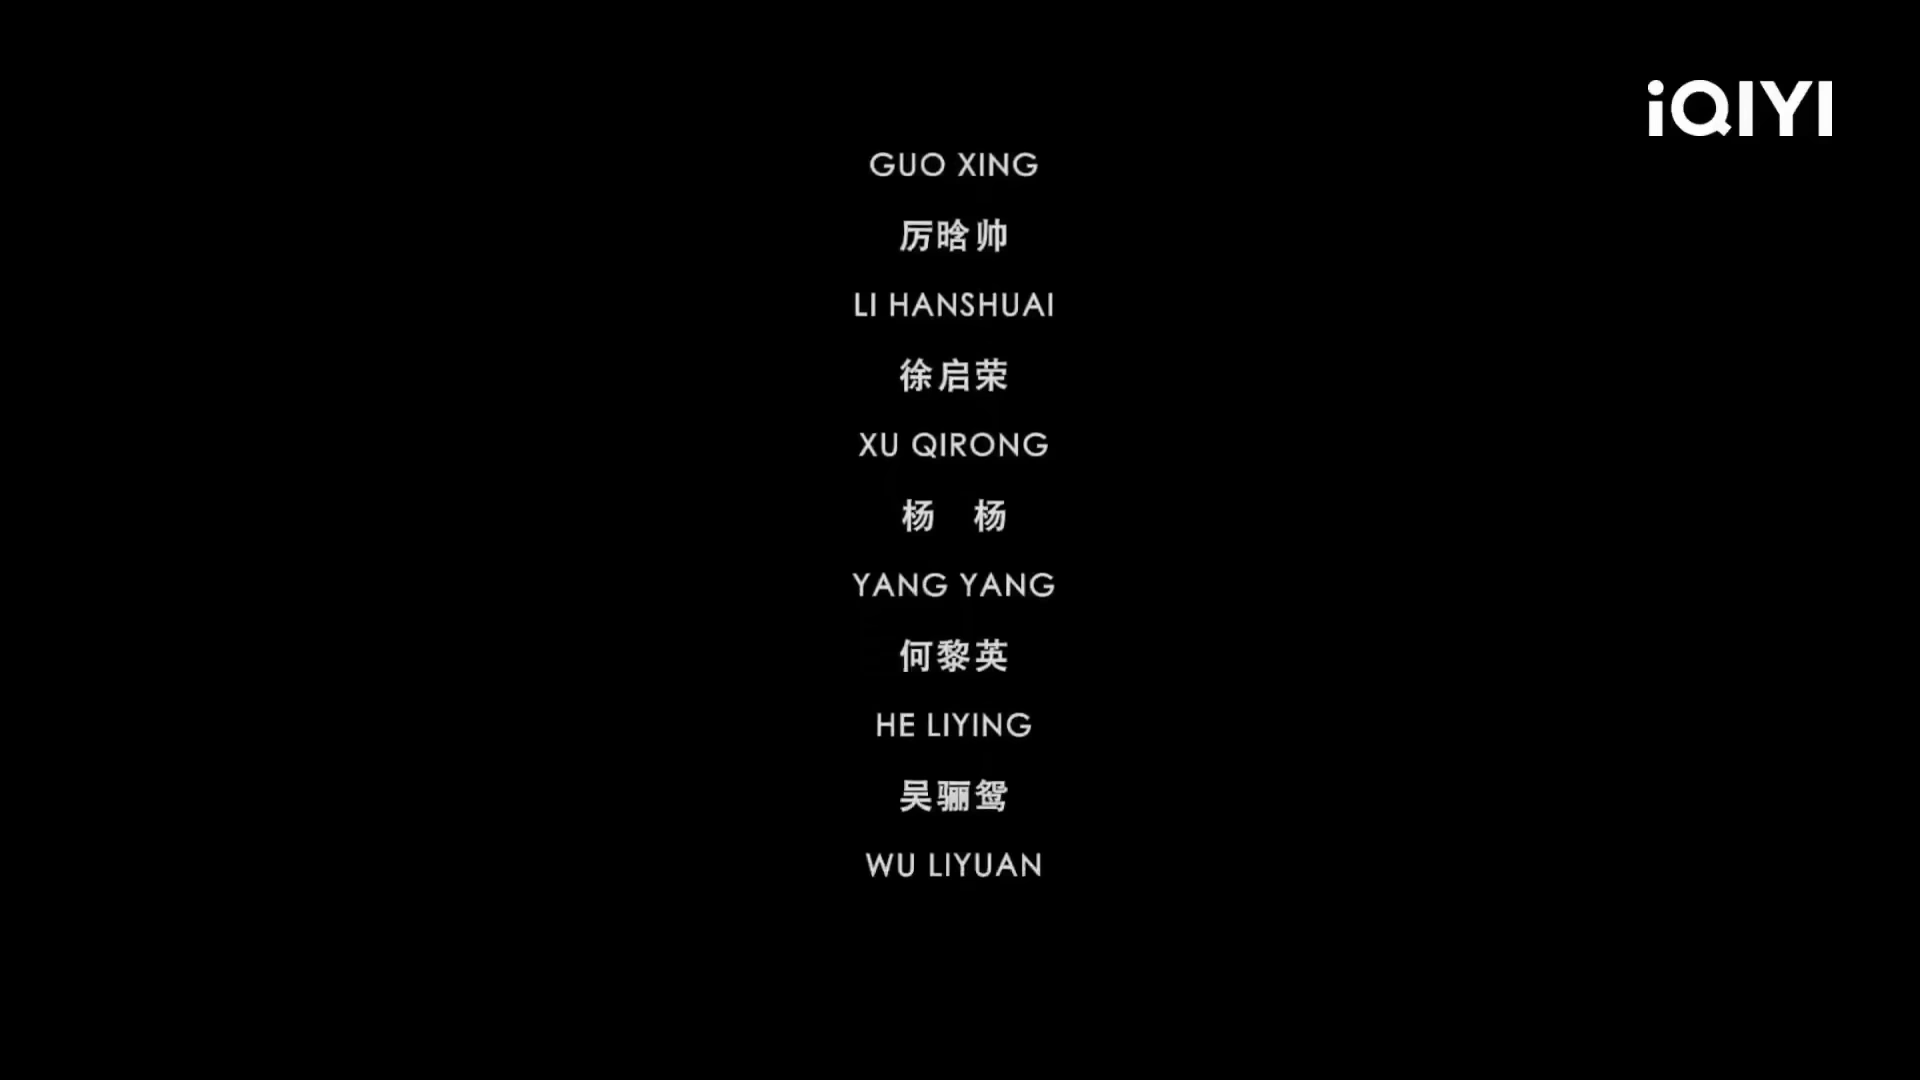 iQIYI
GUO XING
厉晗帅
LI HANSHUAI
徐启荣
XU QIRONG
杨 杨
YANG YANG
何黎英
HE LIYING
吴骊鸳
WU LIYUAN